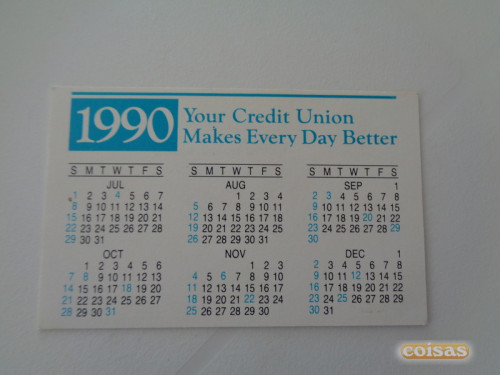 1990
Your Credit Union
Makes Every Day Better
S M T W T F S
JUL
1 2 3 4 5 6 7
8 9 10 11 12 13 14
15 16 17 18 19 20 21
22 23 24 25 26 27 28
29 30 31
S M T W T F S
AUG
1 2 3 4
5 6 7 8 9 10 11
12 13 14 15 16 17 18
19 20 21 22 23 24 25
26 27 28 29 30 31
S M T W T F S
SEP 1
2 3 4 5 6 7 8
9 10 11 12 13 14 15
16 17 18 19 20 21 22
23 24 25 26 27 28 29
30
OCT
1 2 3 4 5 6
7 8 9 10 11 12 13
14 15 16 17 18 19 20
21 22 23 24 25 26 27
28 29 30 31
NOV
1 2 3
4 5 6 7 8 9 10
11 12 13 14 15 16 17
18 19 20 21 22 23 24
25 26 27 28 29 30
DEC 1
2 3 4 5 6 7 8
9 10 11 12 13 14 15
16 17 18 19 20 21 22
23 24 25 26 27 28 29
30 31
coisas